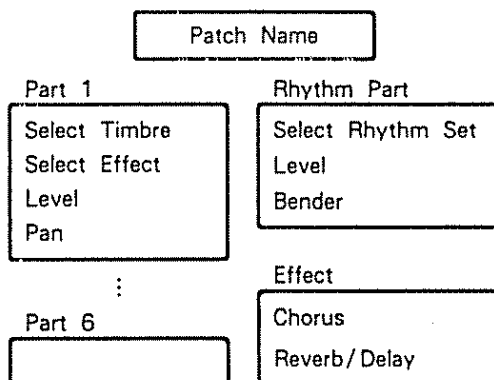 Patch Name
Part 1
Select Timbre
Select Effect
Level
Pan
⋮
Part 6
Rhythm Part
Select Rhythm Set
Level
Bender
Effect
Chorus
Reverb/Delay